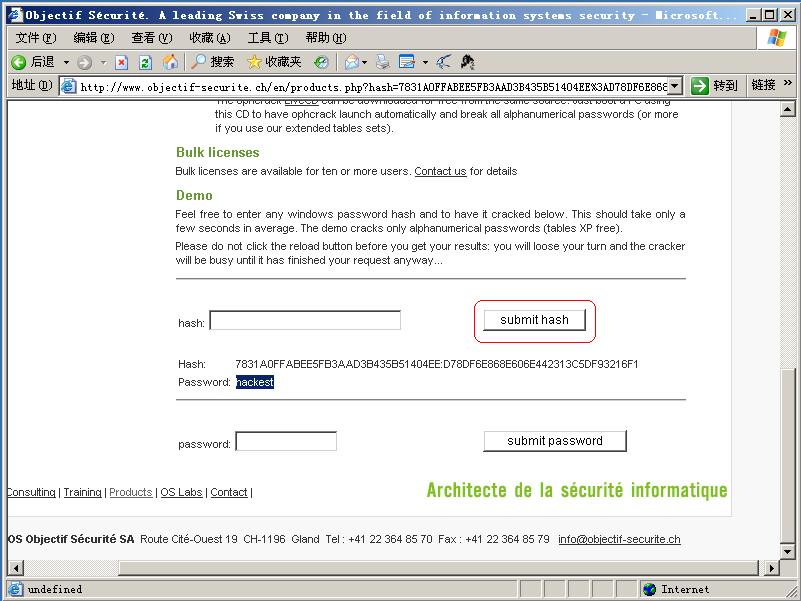 Objectif Sécurité. A leading Swiss company in the field of information systems security - Microsoft...
文件(F) 编辑(E) 查看(V) 收藏(A) 工具(T) 帮助(H)
后退 搜索 收藏夹
地址(D) http://www.objectif-securite.ch/en/products.php?hash=7831A0FFABEE5FB3AAD3B435B51404EE%3AD78DF6E868 转到 链接 »
The ophcrack LiveCD can be downloaded for free from the same source. Just boot a PC using
this CD to have ophcrack launch automatically and break all alphanumerical passwords (or more
if you use our extended tables sets).
Bulk licenses
Bulk licenses are available for ten or more users. Contact us for details
Demo
Feel free to enter any windows password hash and to have it cracked below. This should take only a
few seconds in average. The demo cracks only alphanumerical passwords (tables XP free).
Please do not click the reload button before you get your results: you will loose your turn and the cracker
will be busy until it has finished your request anyway...
hash: submit hash
Hash: 7831A0FFABEE5FB3AAD3B435B51404EE:D78DF6E868E606E442313C5DF93216F1
Password: hackest
password: submit password
Consulting | Training | Products | OS Labs | Contact |
Architecte de la sécurité informatique
OS Objectif Sécurité SA Route Cité-Ouest 19 CH-1196 Gland Tel : +41 22 364 85 70 Fax : +41 22 364 85 79 info@objectif-securite.ch
undefined Internet